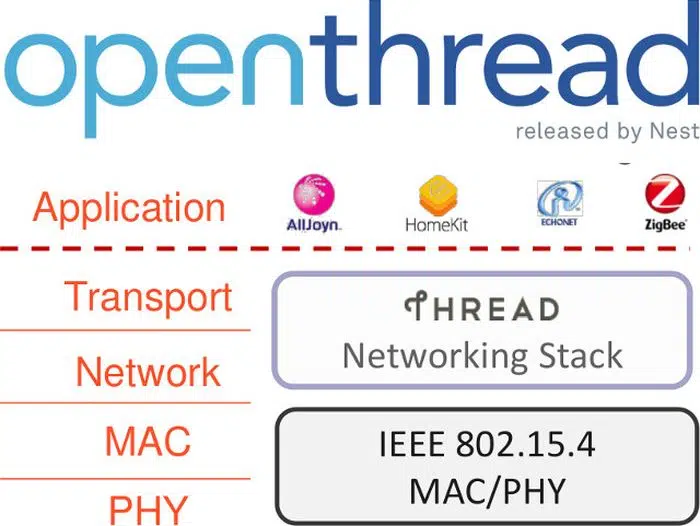 openthread
released by Nest
Application
AllJoyn™
HomeKit
ECHONET
ZigBee®
Transport
THREAD
Networking Stack
Network
MAC
IEEE 802.15.4
MAC/PHY
PHY